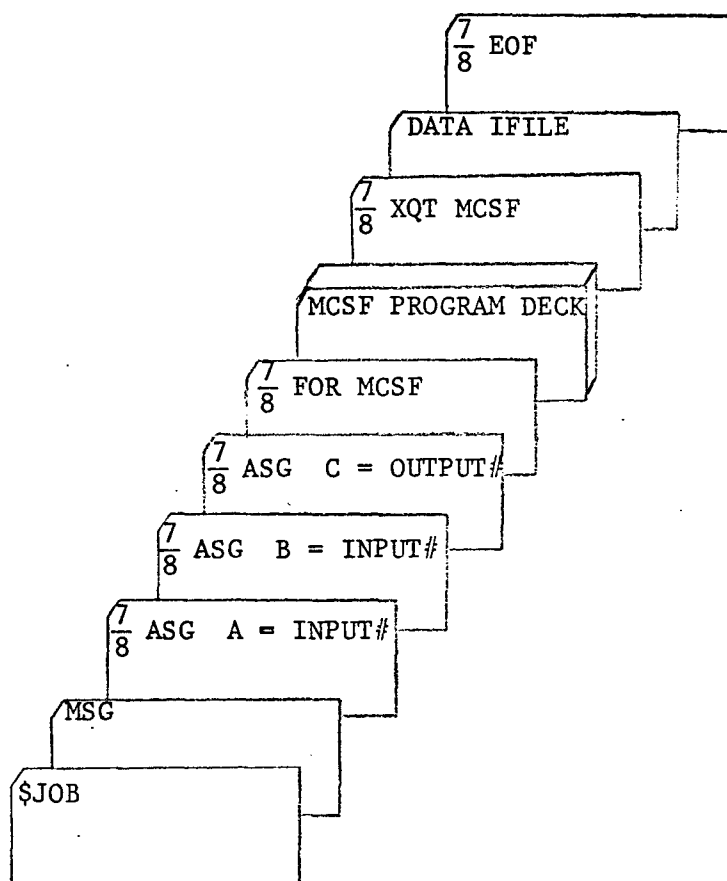 7/8 EOF
DATA IFILE
7/8 XQT MCSF
MCSF PROGRAM DECK
7/8 FOR MCSF
7/8 ASG C = OUTPUT#
7/8 ASG B = INPUT#
7/8 ASG A = INPUT#
MSG
$JOB